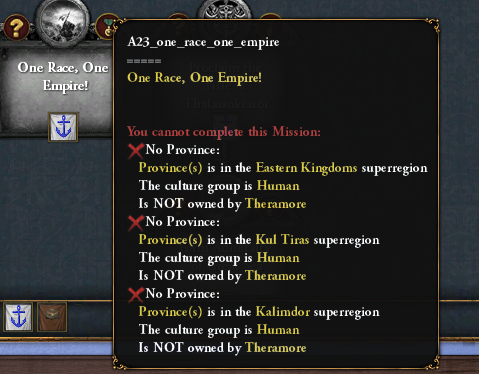 ?
One Race, One
Empire!
A23_one_race_one_empire
=====
One Race, One Empire!
You cannot complete this Mission:
No Province:
Province(s) is in the Eastern Kingdoms superregion
The culture group is Human
Is NOT owned by Theramore
No Province:
Province(s) is in the Kul Tiras superregion
The culture group is Human
Is NOT owned by Theramore
No Province:
Province(s) is in the Kalimdor superregion
The culture group is Human
Is NOT owned by Theramore